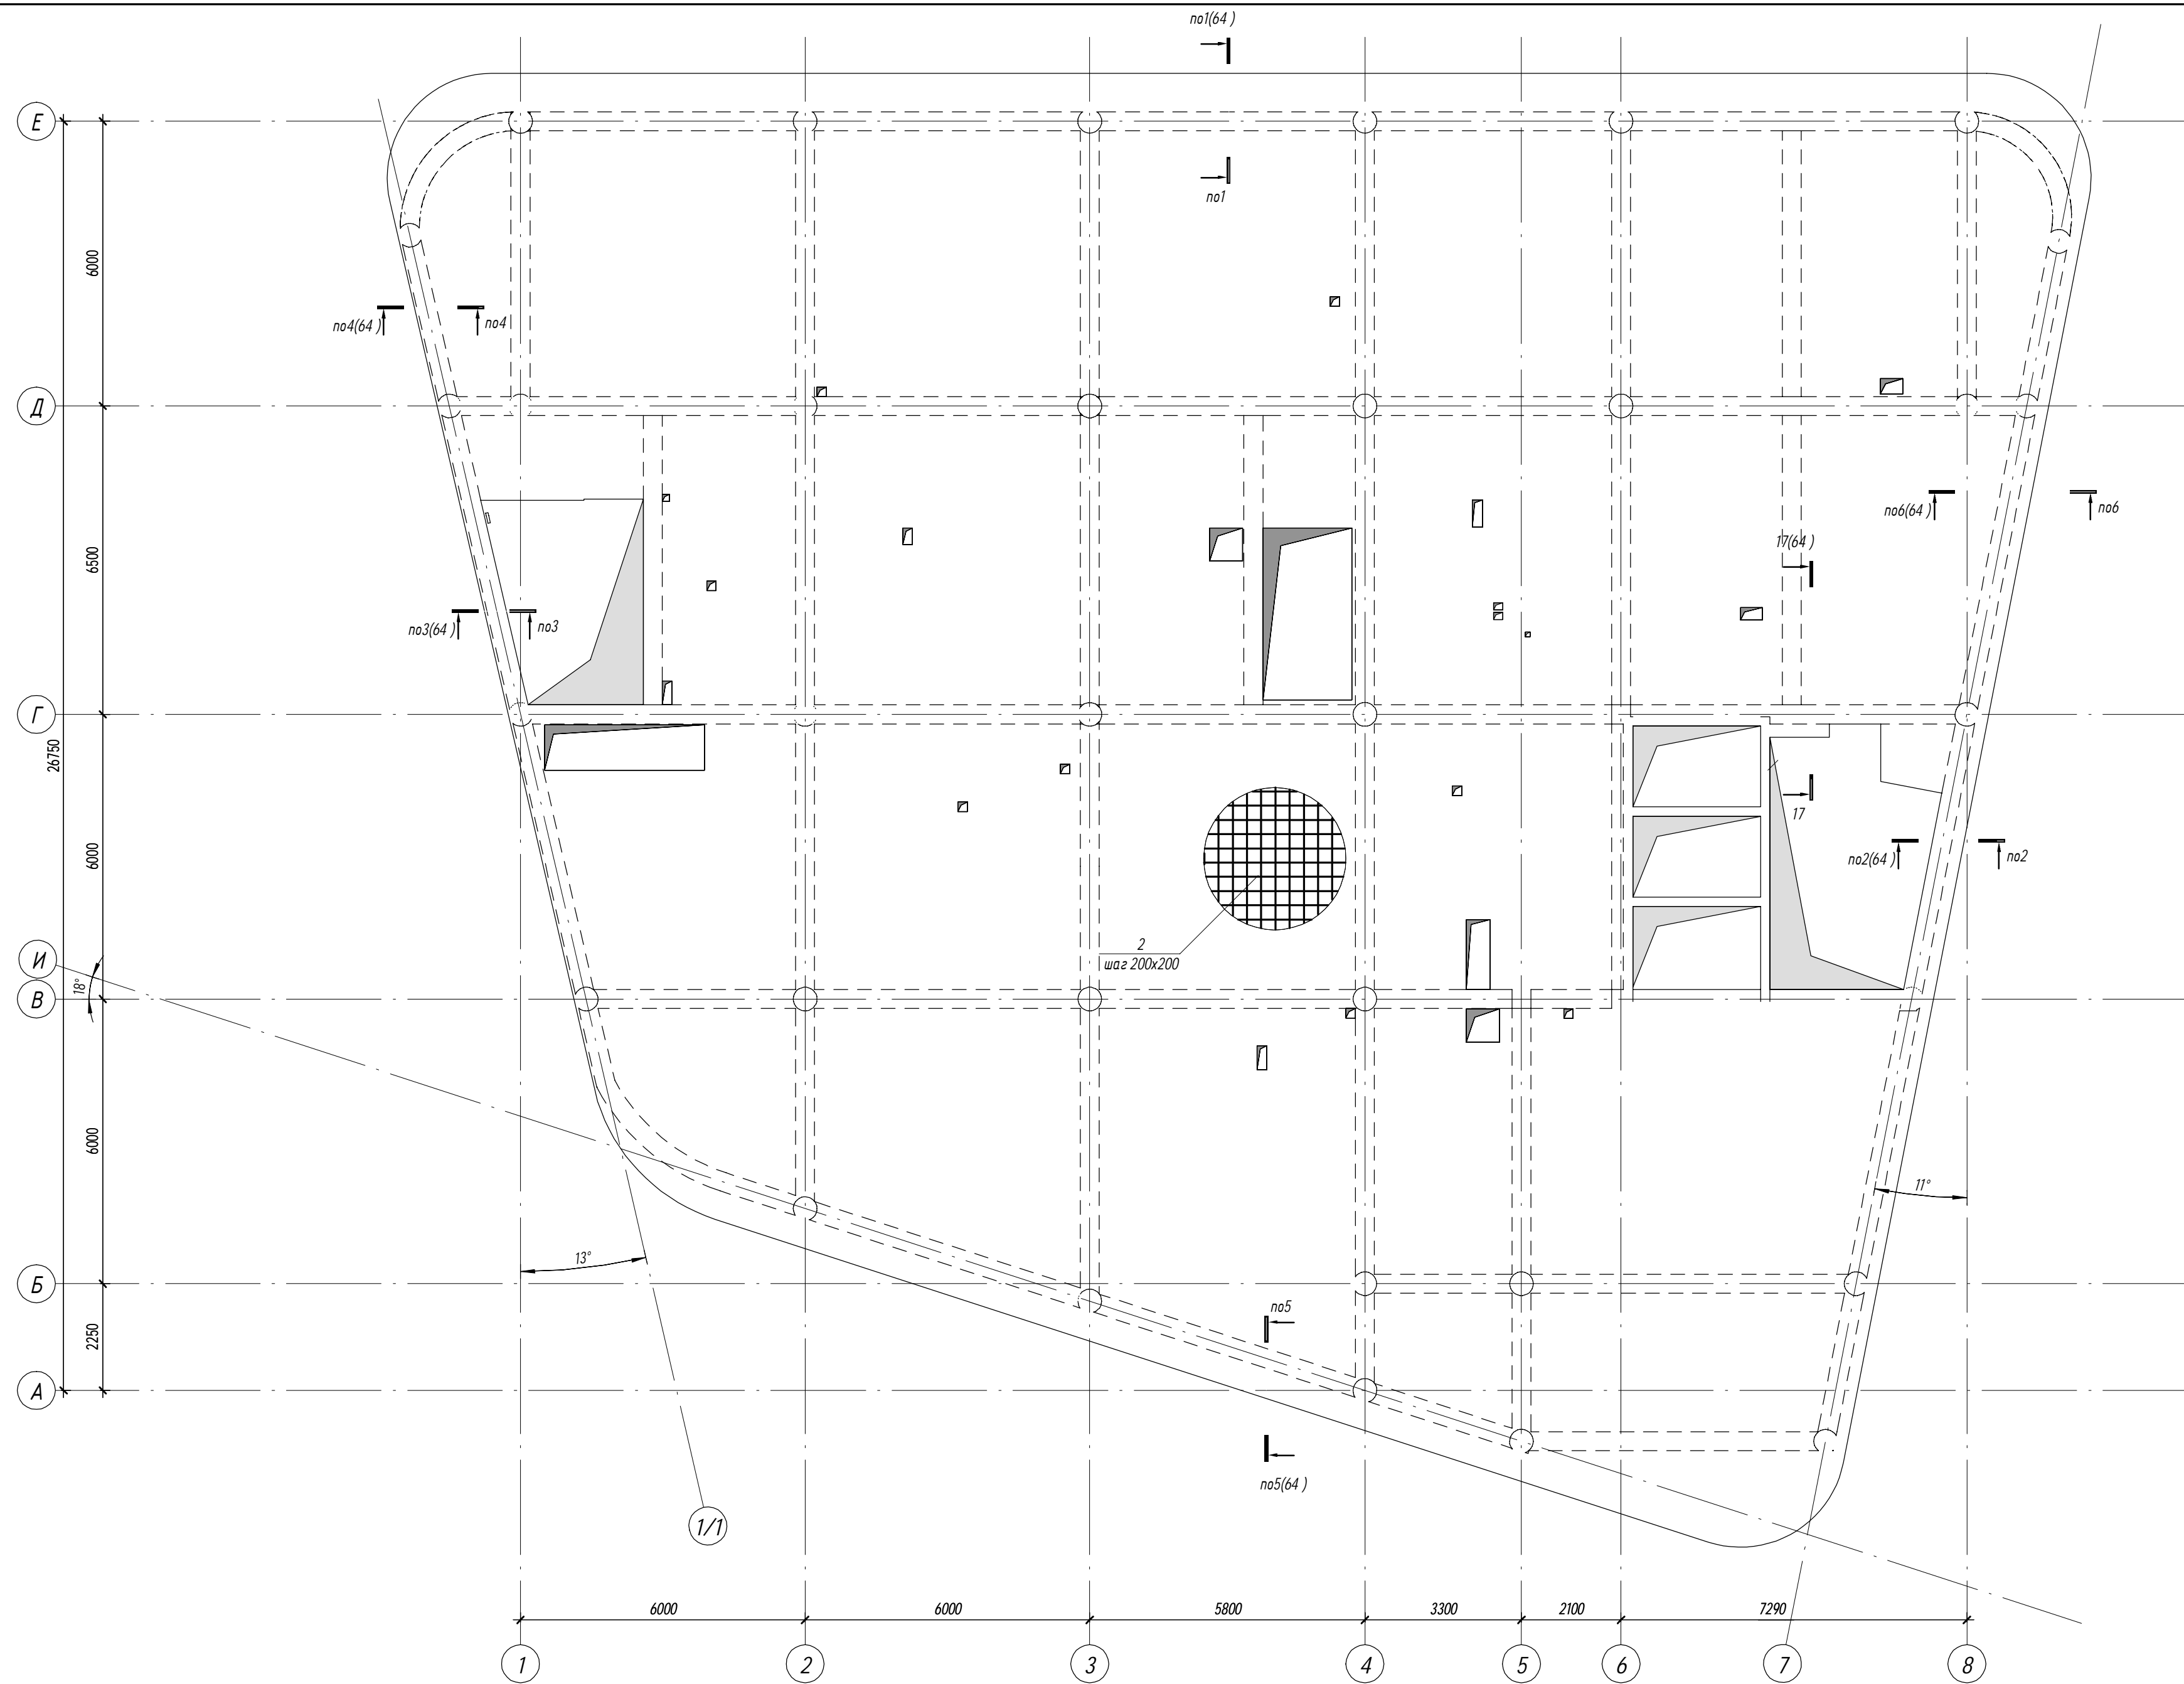 по1(64 )
Е
по1
6000
по4(64 )
по4
Д
по6(64 )
по6
17(64 )
6500
по3(64 )
по3
Г
26750
17
6000
по2(64 )
по2
2
шаг 200х200
И
18°
В
6000
11°
13°
Б
по5
2250
А
по5(64 )
1/1
6000
6000
5800
3300
2100
7290
1
2
3
4
5
6
7
8